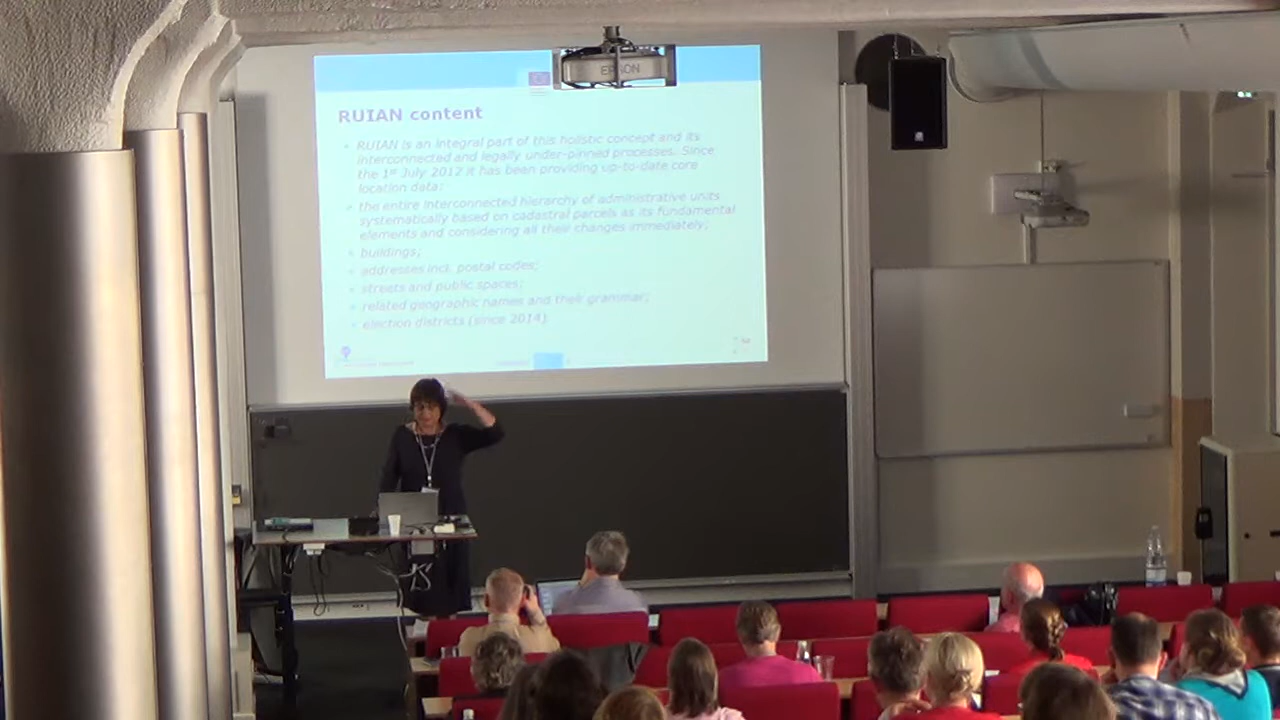 EPSON
RUIAN content
• RUIAN is an integral part of this holistic concept and its
interconnected and legally under-pinned processes. Since
the 1st July 2012 it has been providing up-to-date core
location data:
• the entire interconnected hierarchy of administrative units
systematically based on cadastral parcels as its fundamental
elements and considering all their changes immediately;
• buildings;
• addresses incl. postal codes;
• streets and public spaces;
• related geographic names and their grammar;
• election districts (since 2014)